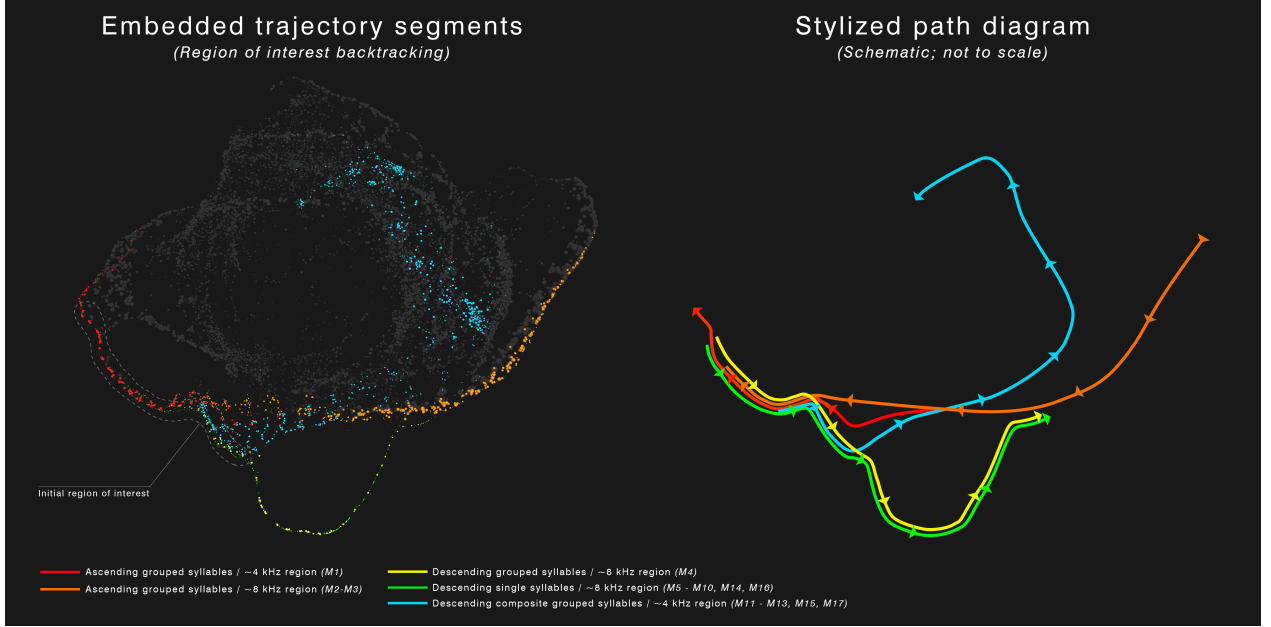 Embedded trajectory segments
(Region of interest backtracking)
Stylized path diagram
(Schematic; not to scale)
Initial region of interest
Ascending grouped syllables / ~4 kHz region (M1)
Ascending grouped syllables / ~8 kHz region (M2-M3)
Descending grouped syllables / ~8 kHz region (M4)
Descending single syllables / ~8 kHz region (M5 - M10, M14, M16)
Descending composite grouped syllables / ~4 kHz region (M11 - M13, M15, M17)